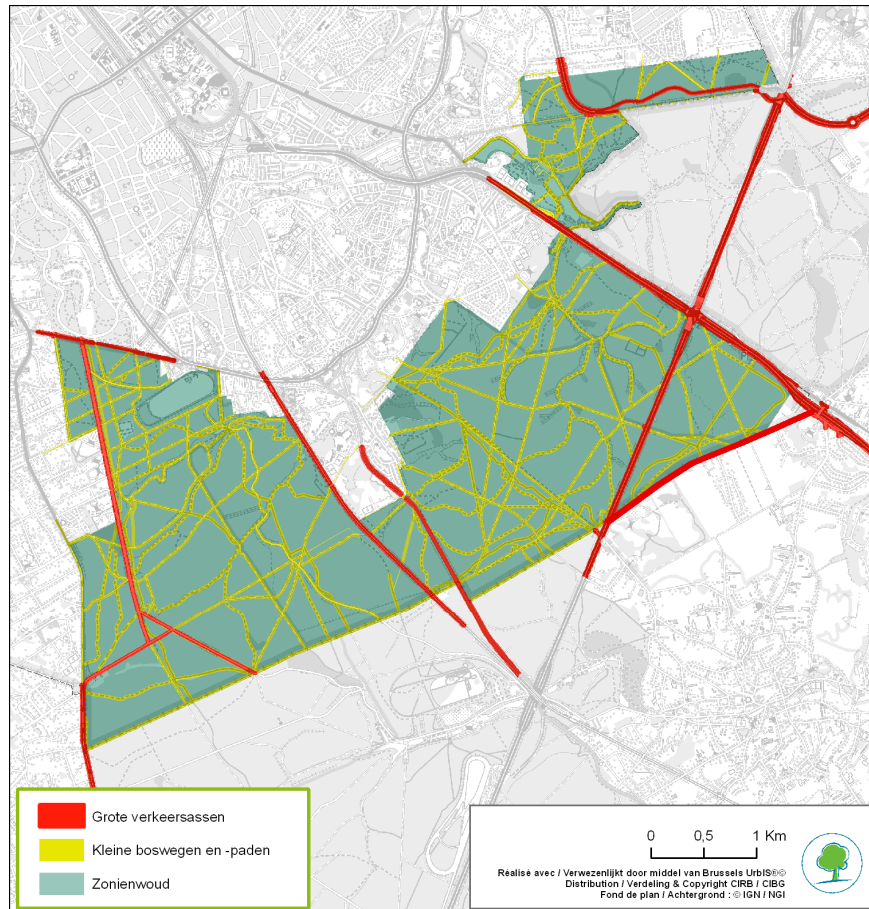 Grote verkeersassen
Kleine boswegen en -paden
Zonienwoud
0 0,5 1 Km
Réalisé avec / Verwezenlijkt door middel van Brussels UrbIS®©
Distribution / Verdeling & Copyright CIRB / CIBG
Fond de plan / Achtergrond : © IGN / NGI